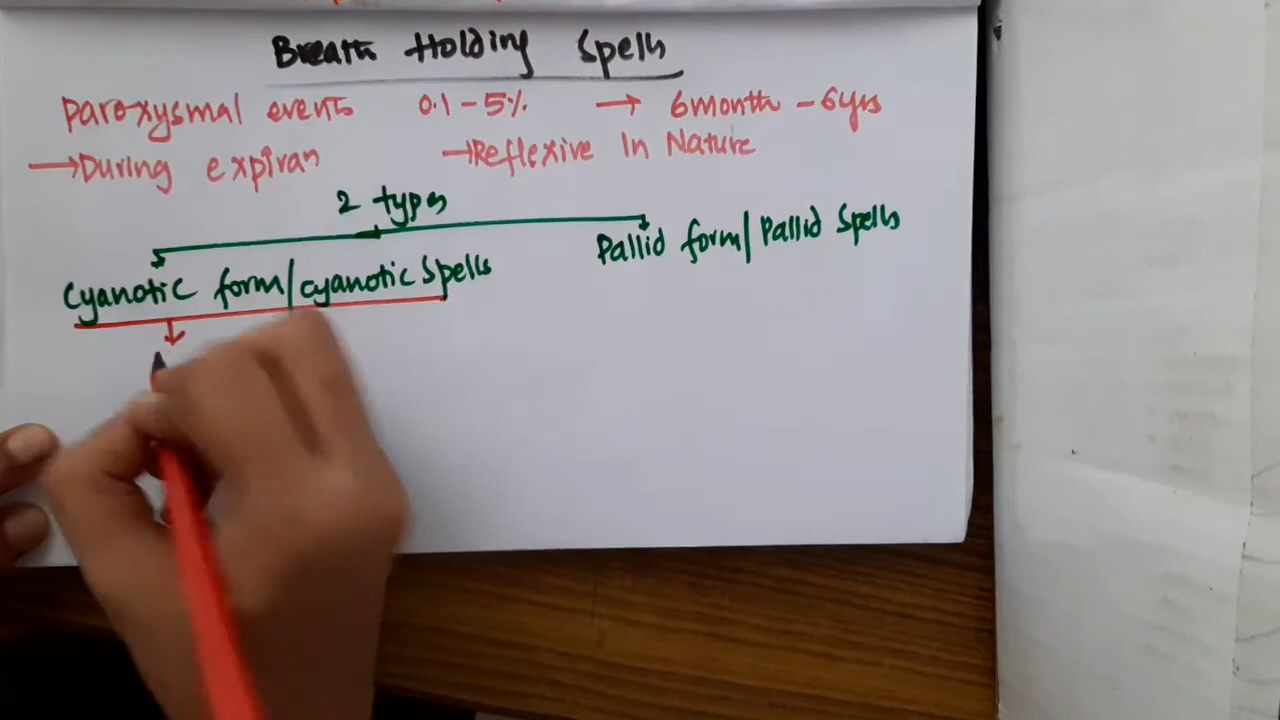 Breath Holding Spells
Paroxysmal events 0.1-5% → 6month - 6yrs
→During expiran →Reflexive In Nature
2 types
Cyanotic form/cyanotic Spells
Pallid form/Pallid Spells